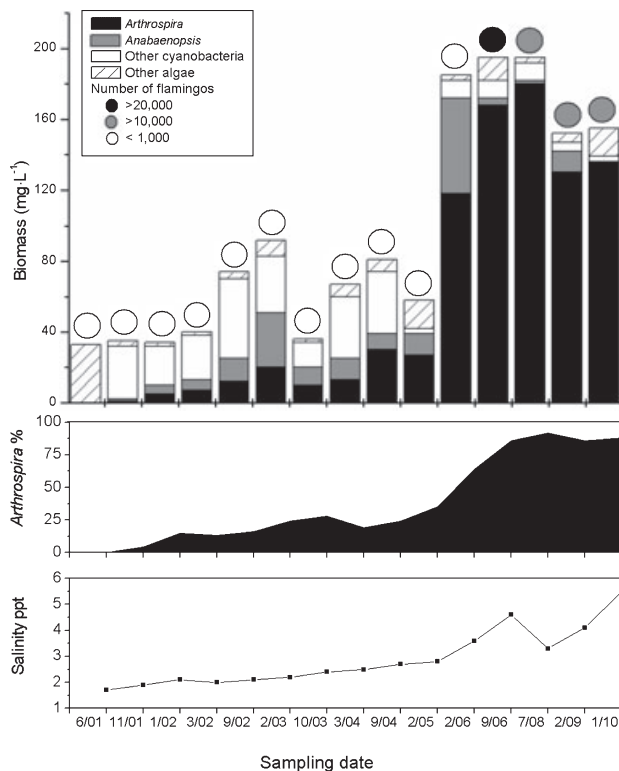 Arthrospira
Anabaenopsis
Other cyanobacteria
Other algae
Number of flamingos
>20,000
>10,000
< 1,000
Biomass (mg·L⁻¹)
200
160
120
80
40
0
Arthrospira %
100
75
50
25
0
Salinity ppt
6
5
4
3
2
1
6/01 11/01 1/02 3/02 9/02 2/03 10/03 3/04 9/04 2/05 2/06 9/06 7/08 2/09 1/10
Sampling date